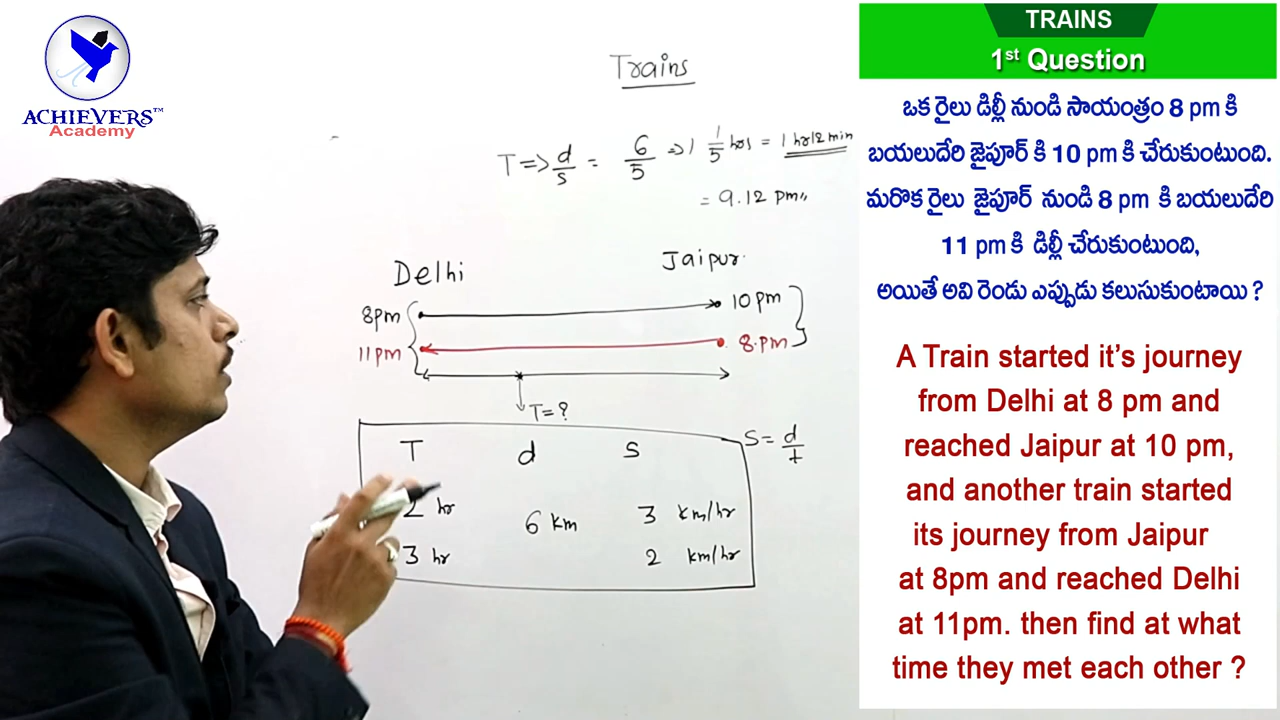 ACHIEVERS™
Academy
Trains
T => d/s = 6/5 => 1 1/5 hrs = 1 hr 12 min
= 9.12 pm
Delhi
Jaipur
8pm
10pm
11pm
8.pm
T=?
T d s
S = d/t
2 hr
6 km
3 km/hr
3 hr
2 km/hr
TRAINS
1st Question
ఒక రైలు డిల్లీ నుండి సాయంత్రం 8 pm కి
బయలుదేరి జైపూర్ కి 10 pm కి చేరుకుంటుంది.
మరొక రైలు జైపూర్ నుండి 8 pm కి బయలుదేరి
11 pm కి డిల్లీ చేరుకుంటుంది,
అయితే అవి రెండు ఎప్పుడు కలుసుకుంటాయి ?
A Train started it's journey
from Delhi at 8 pm and
reached Jaipur at 10 pm,
and another train started
its journey from Jaipur
at 8pm and reached Delhi
at 11pm. then find at what
time they met each other ?